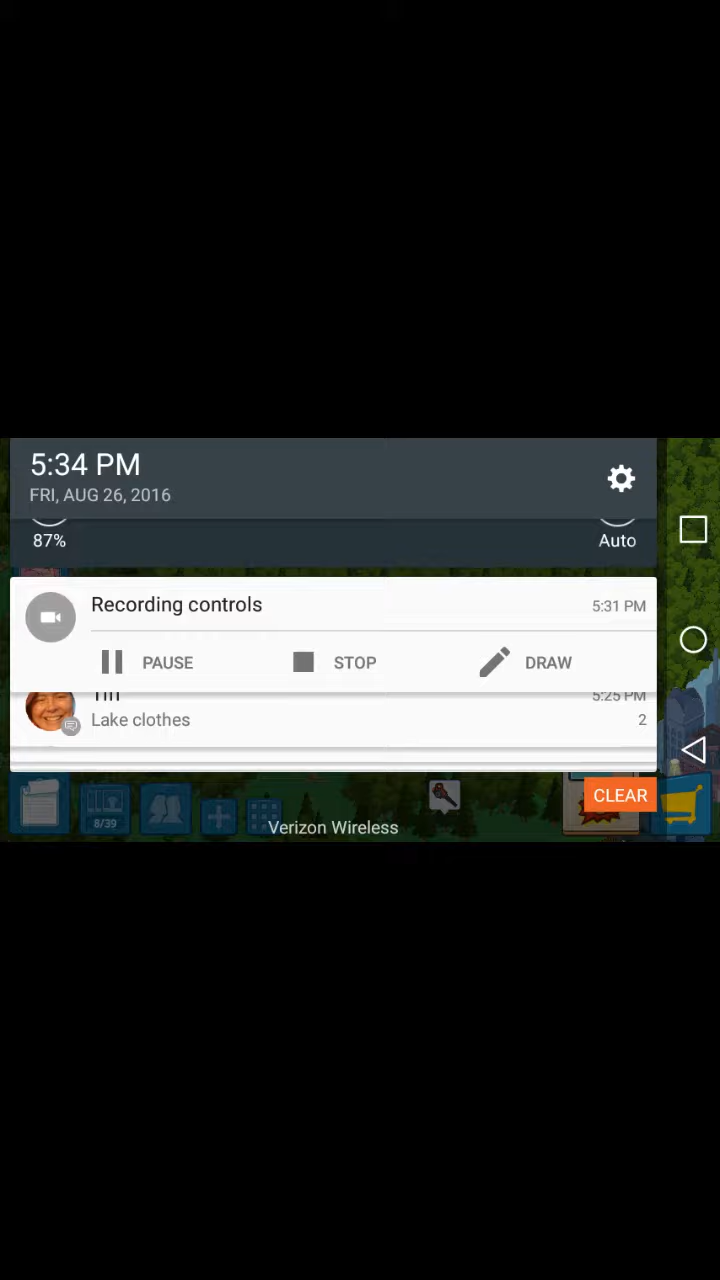 5:34 PM
FRI, AUG 26, 2016
87%
Auto
Recording controls
5:31 PM
PAUSE
STOP
DRAW
5:25 PM
Lake clothes
2
CLEAR
8/39
Verizon Wireless